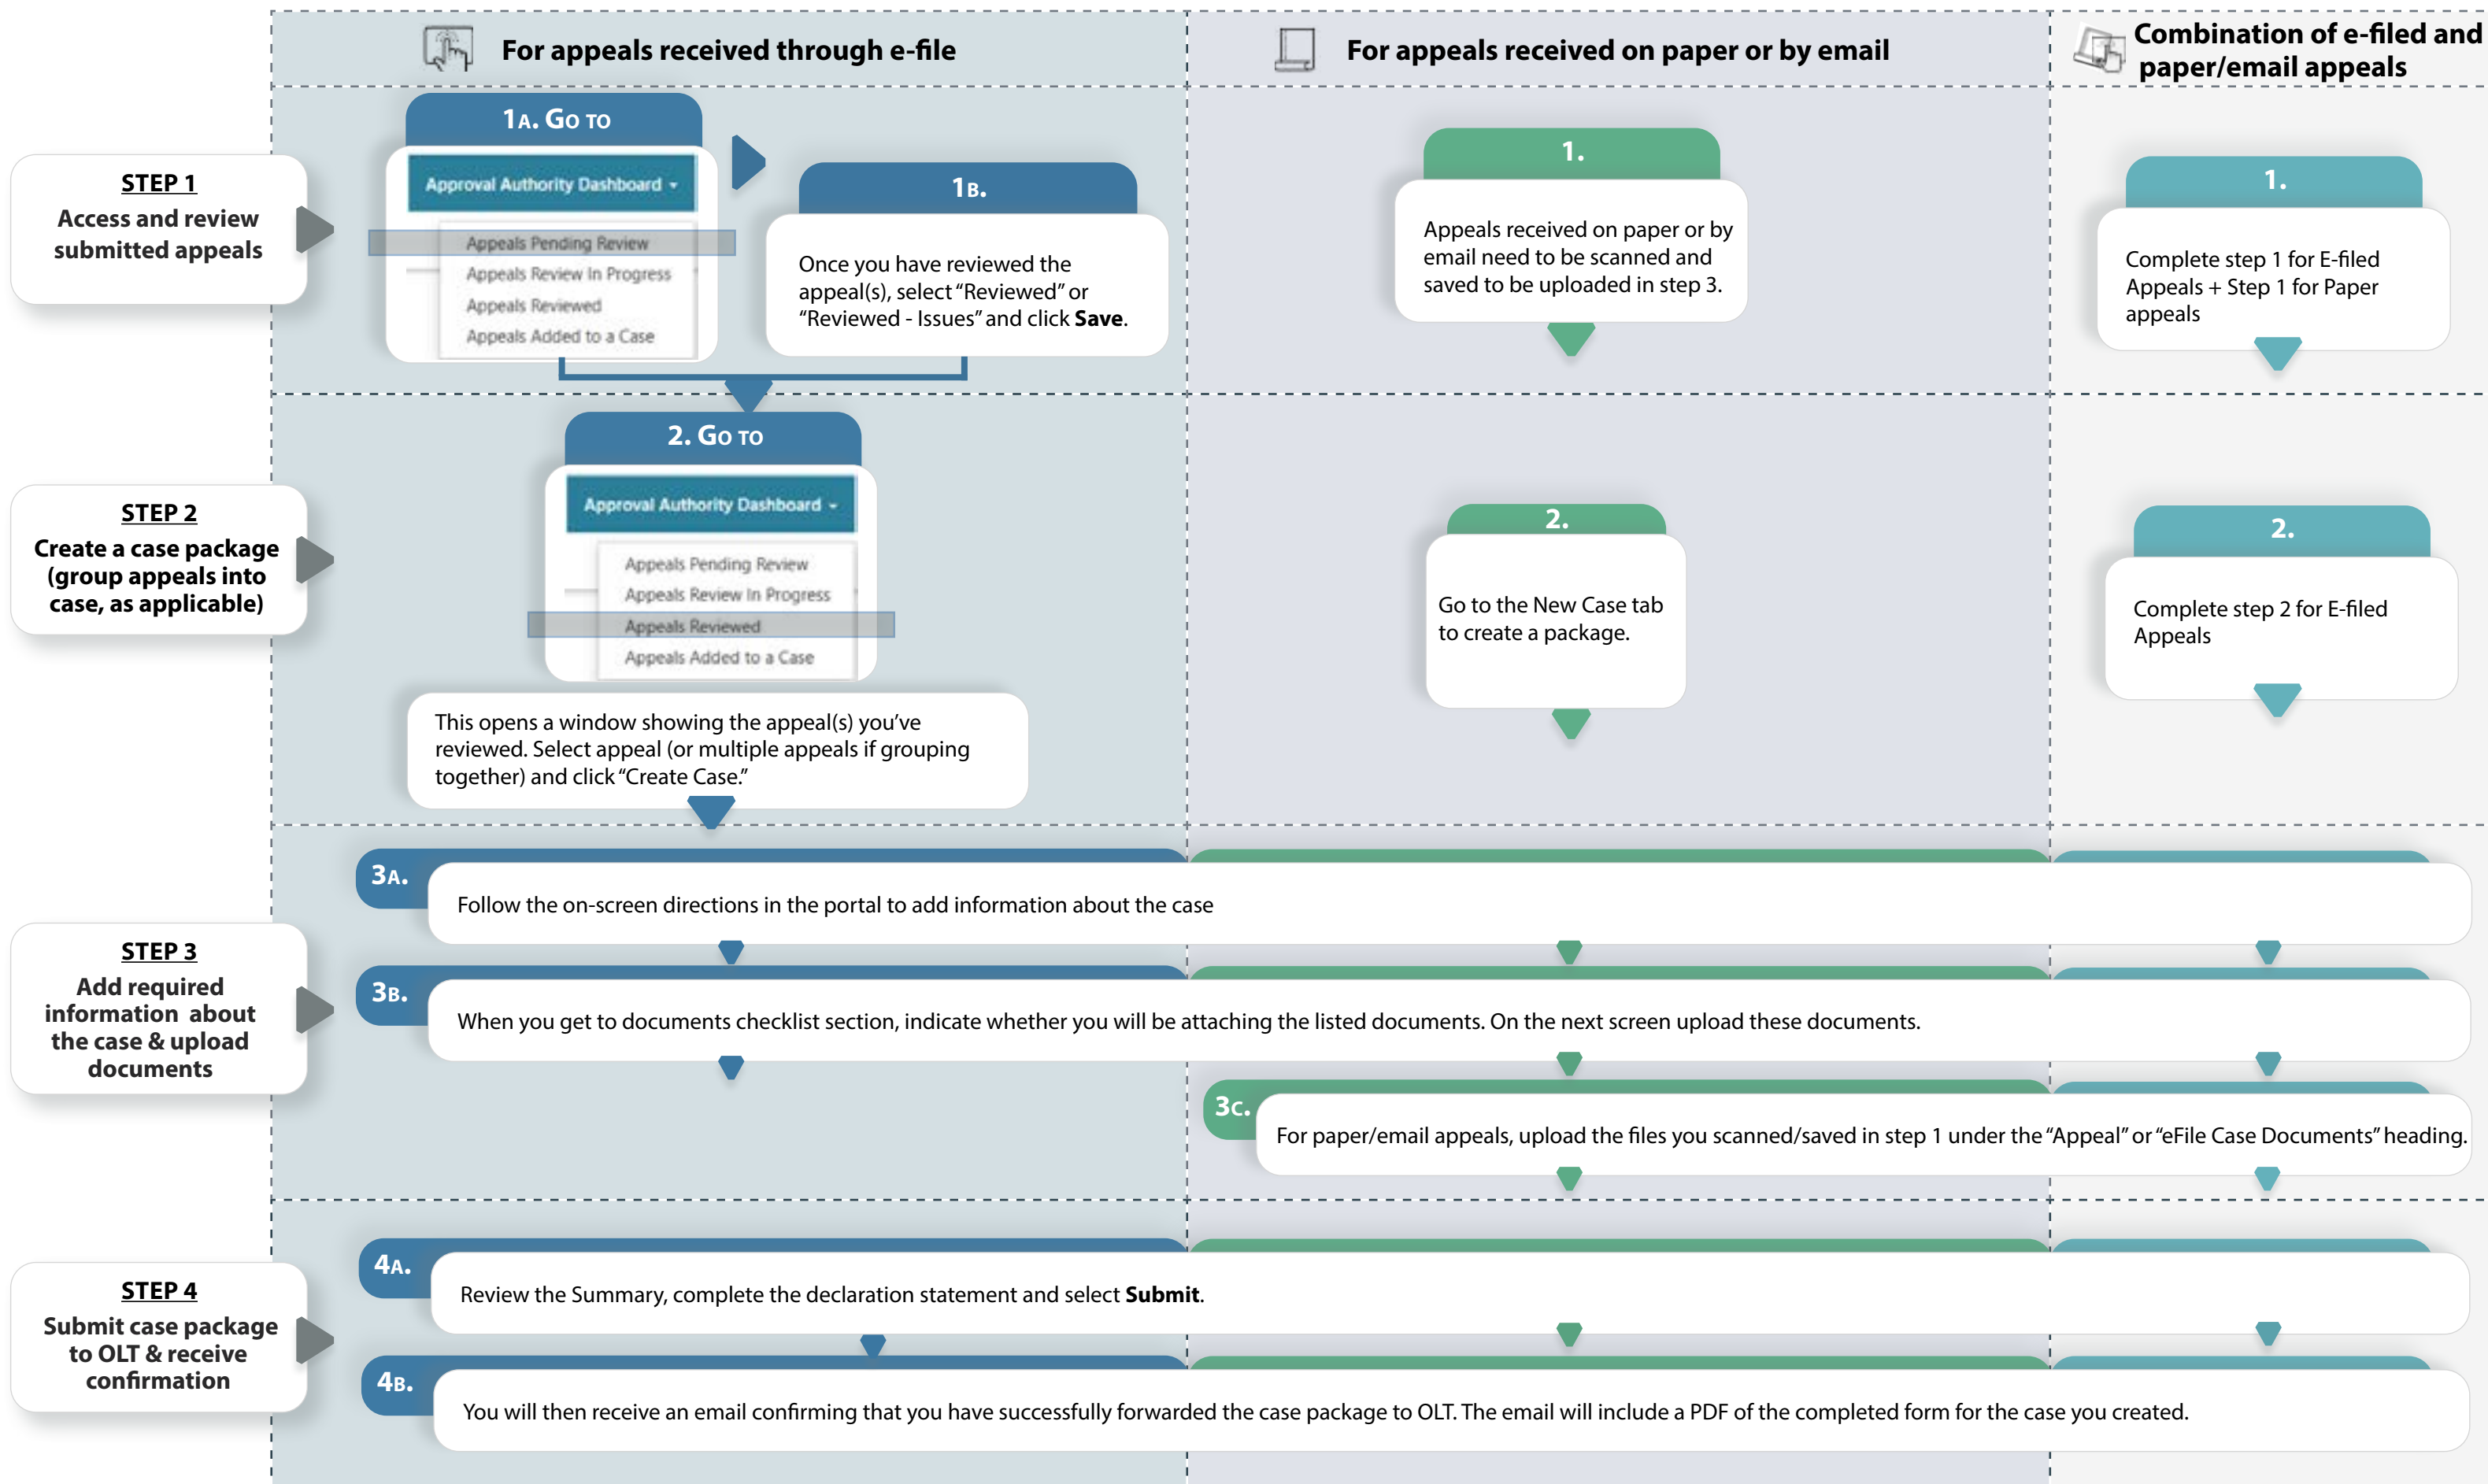 For appeals received through e-file
For appeals received on paper or by email
Combination of e-filed and
paper/email appeals
STEP 1
Access and review
submitted appeals
1A. GO TO
Approval Authority Dashboard
Appeals Pending Review
Appeals Review In Progress
Appeals Reviewed
Appeals Added to a Case
1B.
Once you have reviewed the
appeal(s), select “Reviewed” or
“Reviewed - Issues” and click Save.
1.
Appeals received on paper or by
email need to be scanned and
saved to be uploaded in step 3.
1.
Complete step 1 for E-filed
Appeals + Step 1 for Paper
appeals
STEP 2
Create a case package
(group appeals into
case, as applicable)
2. GO TO
Approval Authority Dashboard
Appeals Pending Review
Appeals Review In Progress
Appeals Reviewed
Appeals Added to a Case
This opens a window showing the appeal(s) you’ve
reviewed. Select appeal (or multiple appeals if grouping
together) and click “Create Case.”
2.
Go to the New Case tab
to create a package.
2.
Complete step 2 for E-filed
Appeals
STEP 3
Add required
information about
the case & upload
documents
3A.
Follow the on-screen directions in the portal to add information about the case
3B.
When you get to documents checklist section, indicate whether you will be attaching the listed documents. On the next screen upload these documents.
3C.
For paper/email appeals, upload the files you scanned/saved in step 1 under the “Appeal” or “eFile Case Documents” heading.
STEP 4
Submit case package
to OLT & receive
confirmation
4A.
Review the Summary, complete the declaration statement and select Submit.
4B.
You will then receive an email confirming that you have successfully forwarded the case package to OLT. The email will include a PDF of the completed form for the case you created.